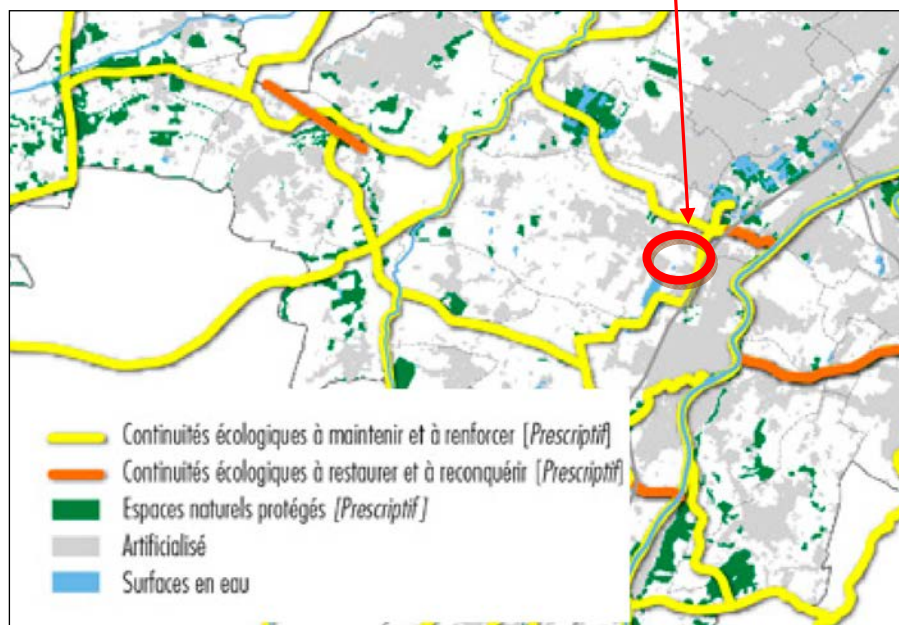 Continuités écologiques à maintenir et à renforcer [Prescriptif]
Continuités écologiques à restaurer et à reconquérir [Prescriptif]
Espaces naturels protégés [Prescriptif]
Artificialisé
Surfaces en eau